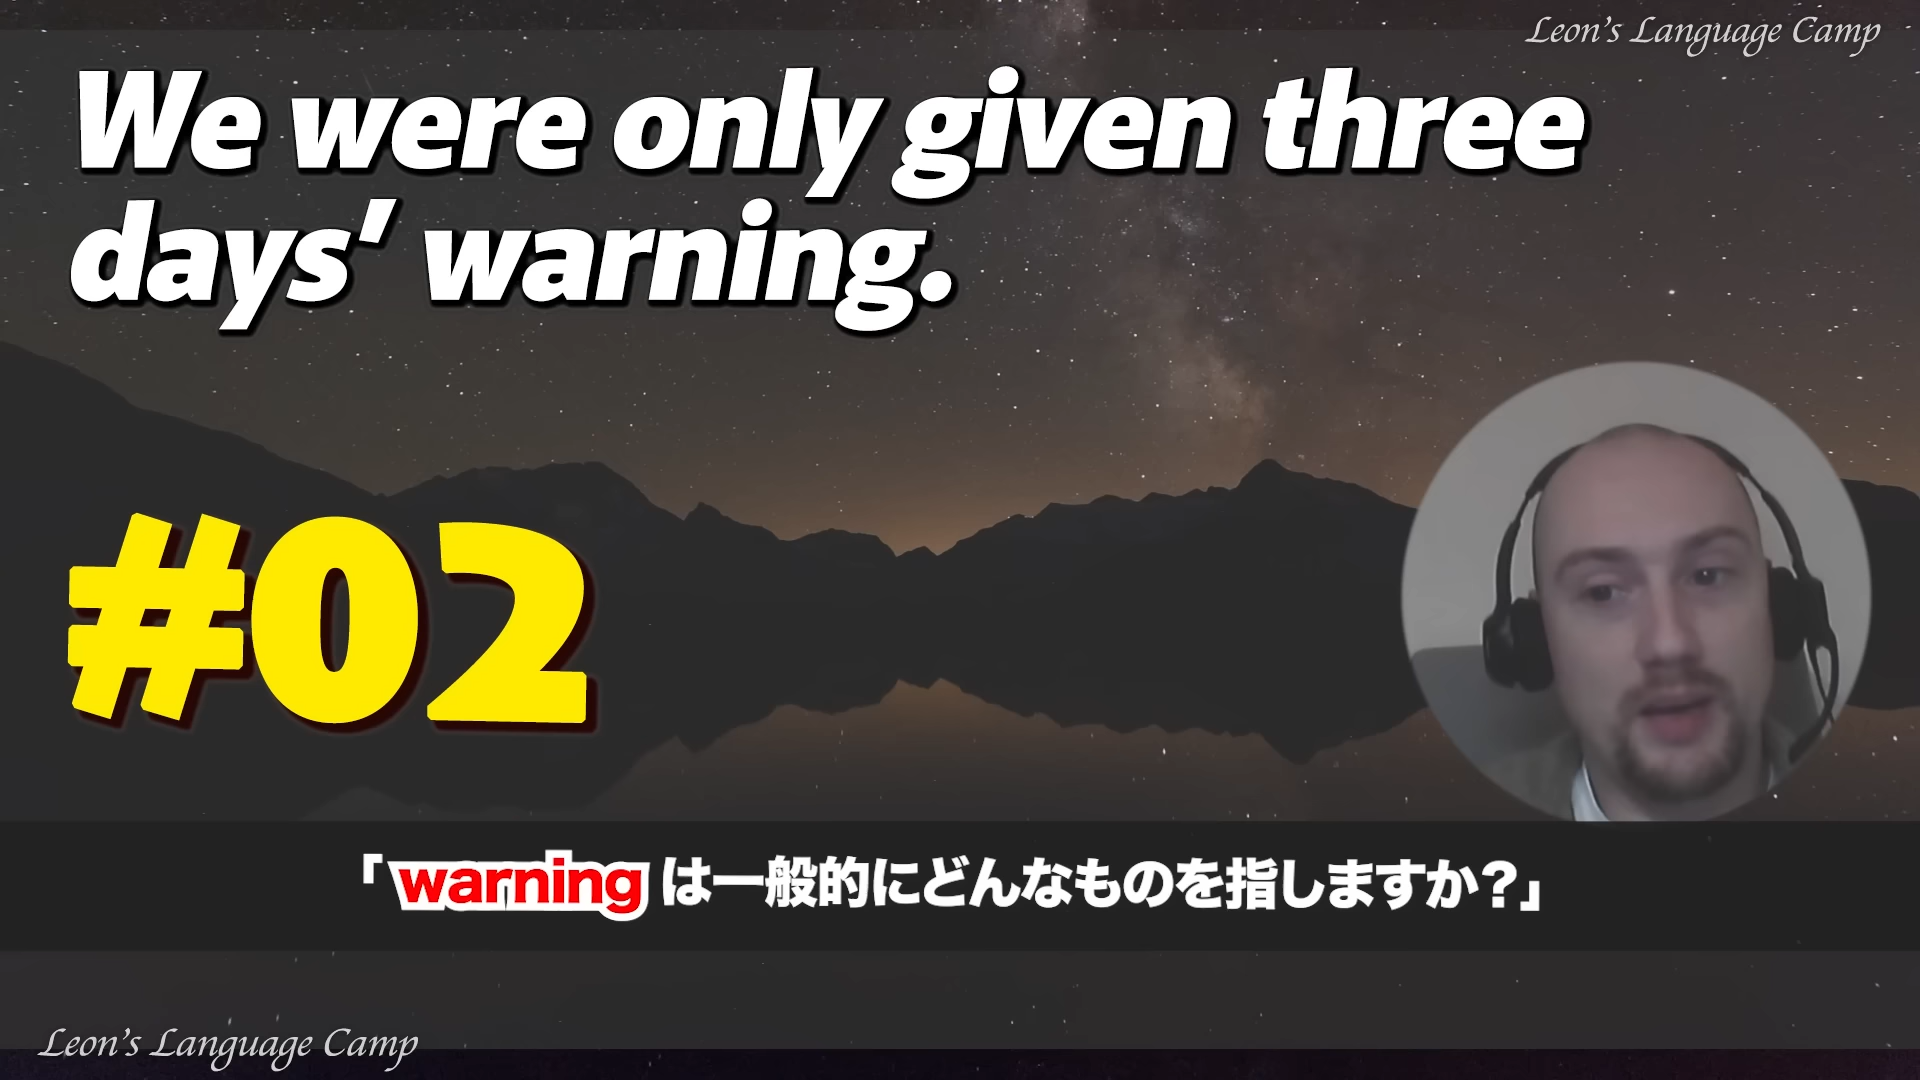 Leon's Language Camp
We were only given three
days' warning.
#02
「warningは一般的にどんなものを指しますか？」
Leon's Language Camp